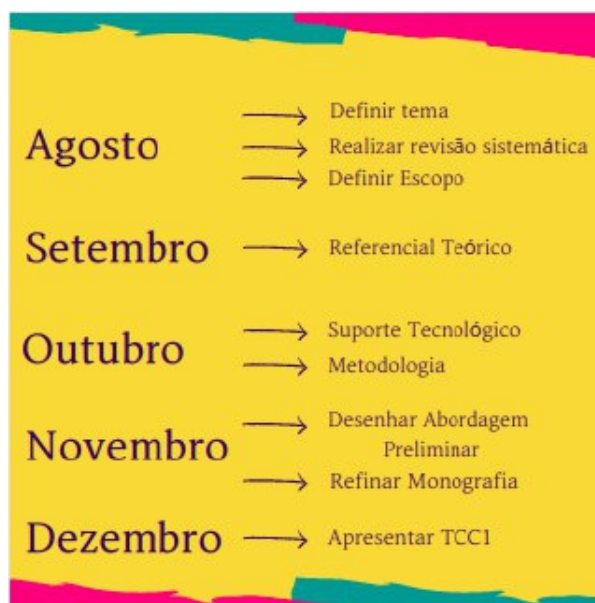 Agosto
Definir tema
Realizar revisão sistemática
Definir Escopo
Setembro
Referencial Teórico
Outubro
Suporte Tecnológico
Metodologia
Novembro
Desenhar Abordagem
Preliminar
Refinar Monografia
Dezembro
Apresentar TCC1